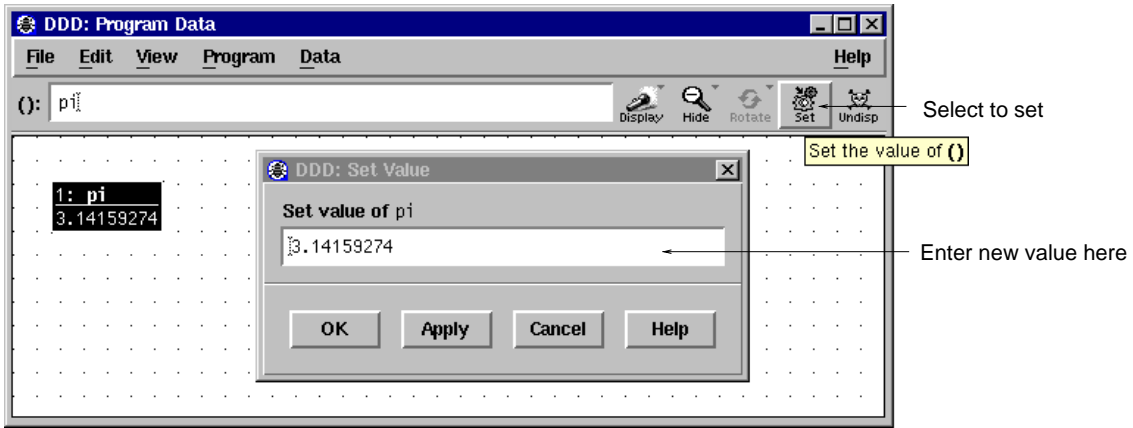 DDD: Program Data
File Edit View Program Data Help
(): pi
Display Hide Rotate Set Undisp
Select to set
Set the value of ()
DDD: Set Value
1: pi
3.14159274
Set value of pi
3.14159274
Enter new value here
OK Apply Cancel Help